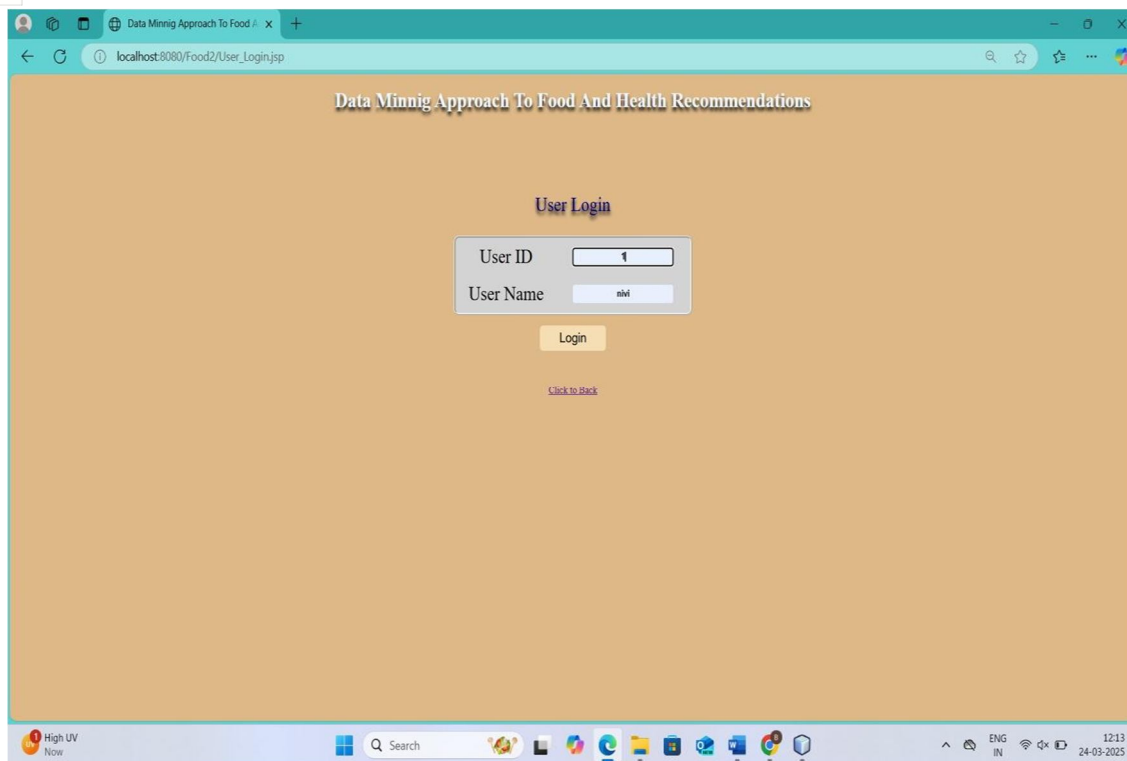 Data Minnig Approach To Food A
localhost:8080/Food2/User_Login.jsp
Data Minnig Approach To Food And Health Recommendations
User Login
User ID 1
User Name nivi
Login
Click to Back
High UV
Now
Search
ENG
IN
12:13
24-03-2025